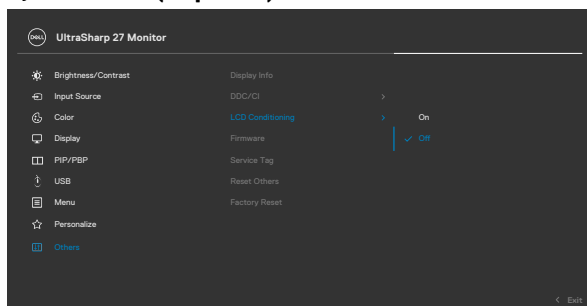 DELL UltraSharp 27 Monitor
Brightness/Contrast Display Info
Input Source DDC/CI >
Color LCD Conditioning > On
Display Firmware ✓ Off
PIP/PBP Service Tag
USB Reset Others
Menu Factory Reset
Personalize
Others
< Exit